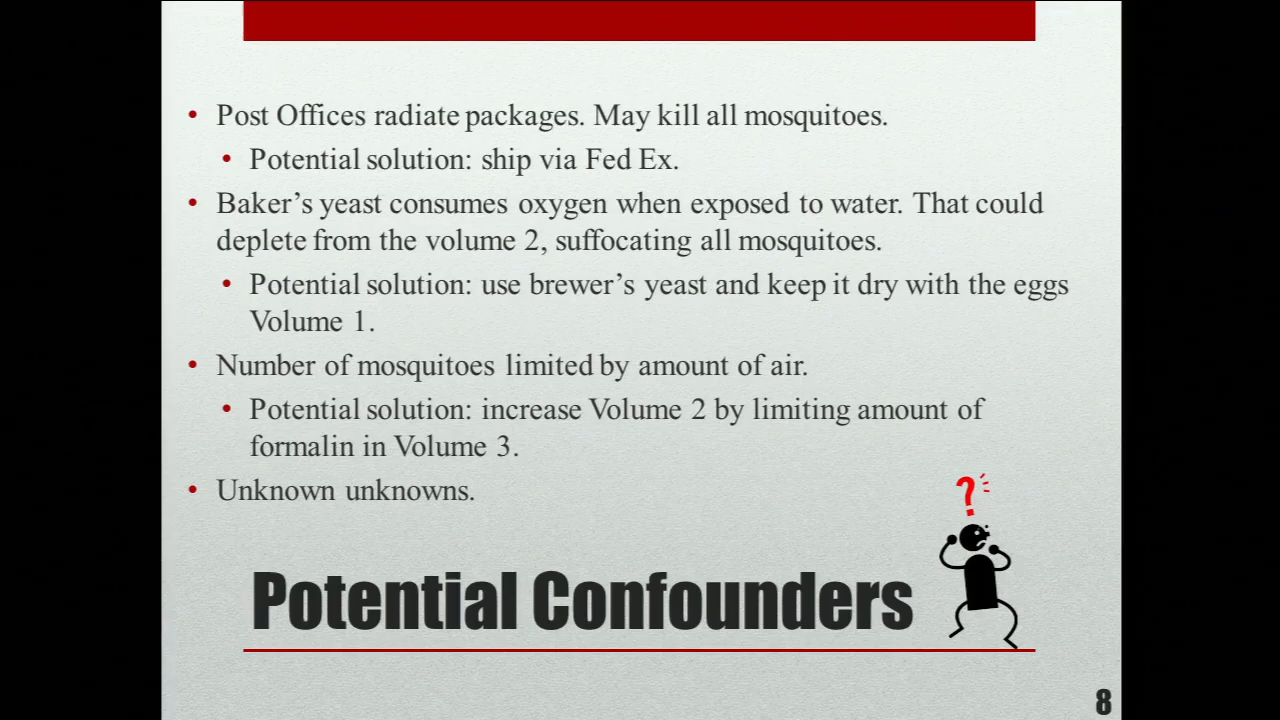 • Post Offices radiate packages. May kill all mosquitoes.
• Potential solution: ship via Fed Ex.
• Baker’s yeast consumes oxygen when exposed to water. That could
deplete from the volume 2, suffocating all mosquitoes.
• Potential solution: use brewer’s yeast and keep it dry with the eggs
Volume 1.
• Number of mosquitoes limited by amount of air.
• Potential solution: increase Volume 2 by limiting amount of
formalin in Volume 3.
• Unknown unknowns.
?
Potential Confounders
8